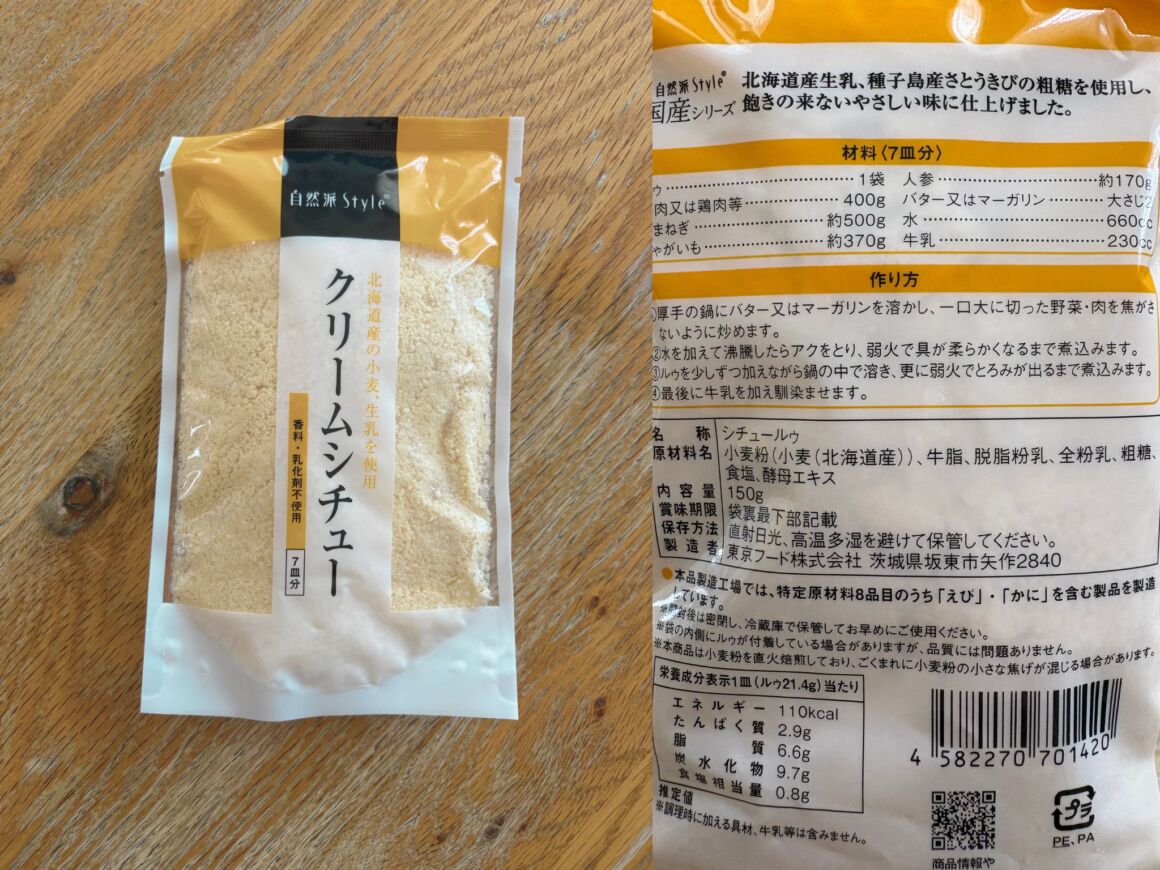 自然派 Style®
クリームシチュー
北海道産の小麦、生乳を使用
香料・乳化剤不使用
7皿分
自然派 Style®
国産シリーズ
北海道産生乳、種子島産さとうきびの粗糖を使用し、
飽きの来ないやさしい味に仕上げました。
材料〈7皿分〉
ゥ 1袋 人参 約170g
肉又は鶏肉等 400g バター又はマーガリン 大さじ2
まねぎ 約500g 水 660cc
ゃがいも 約370g 牛乳 230cc
作り方
①厚手の鍋にバター又はマーガリンを溶かし、一口大に切った野菜・肉を焦がさ
ないように炒めます。
②水を加えて沸騰したらアクをとり、弱火で具が柔らかくなるまで煮込みます。
③ルゥを少しずつ加えながら鍋の中で溶き、更に弱火でとろみが出るまで煮込みます。
④最後に牛乳を加え馴染ませます。
名称 シチュールゥ
原材料名 小麦粉(小麦(北海道産))、牛脂、脱脂粉乳、全粉乳、粗糖、
食塩、酵母エキス
内容量 150g
賞味期限 袋裏最下部記載
保存方法 直射日光、高温多湿を避けて保管してください。
製造者 東京フード株式会社 茨城県坂東市矢作2840
●本品製造工場では、特定原材料8品目のうち「えび」・「かに」を含む製品を製造
しています。
※開封後は密閉し、冷蔵庫で保管してお早めにご使用ください。
※袋の内側にルゥが付着している場合がありますが、品質には問題ありません。
※本商品は小麦粉を直火焙煎しており、ごくまれに小麦粉の小さな焦げが混じる場合があります。
栄養成分表示1皿(ルゥ21.4g)当たり
エネルギー 110kcal
たんぱく質 2.9g
脂質 6.6g
炭水化物 9.7g
食塩相当量 0.8g
推定値
※調理時に加える具材、牛乳等は含みません。
4 582270 701420
プラ
PE、PA
商品情報や